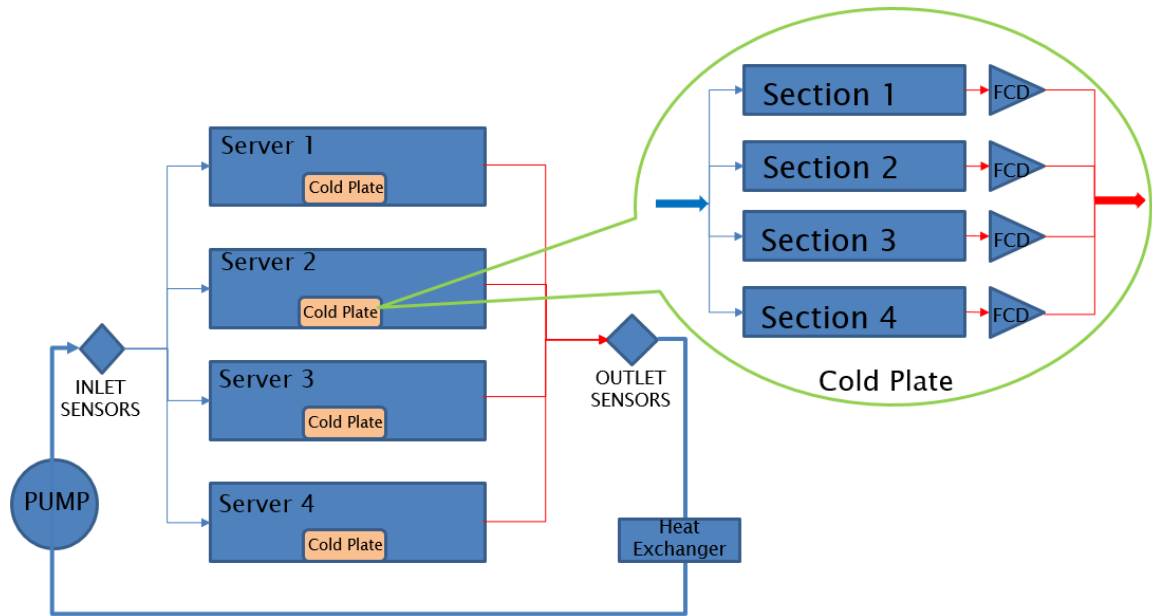 Server 1
Cold Plate
Server 2
Cold Plate
Server 3
Cold Plate
Server 4
Cold Plate
INLET
SENSORS
PUMP
OUTLET
SENSORS
Heat
Exchanger
Section 1
FCD
Section 2
FCD
Section 3
FCD
Section 4
FCD
Cold Plate